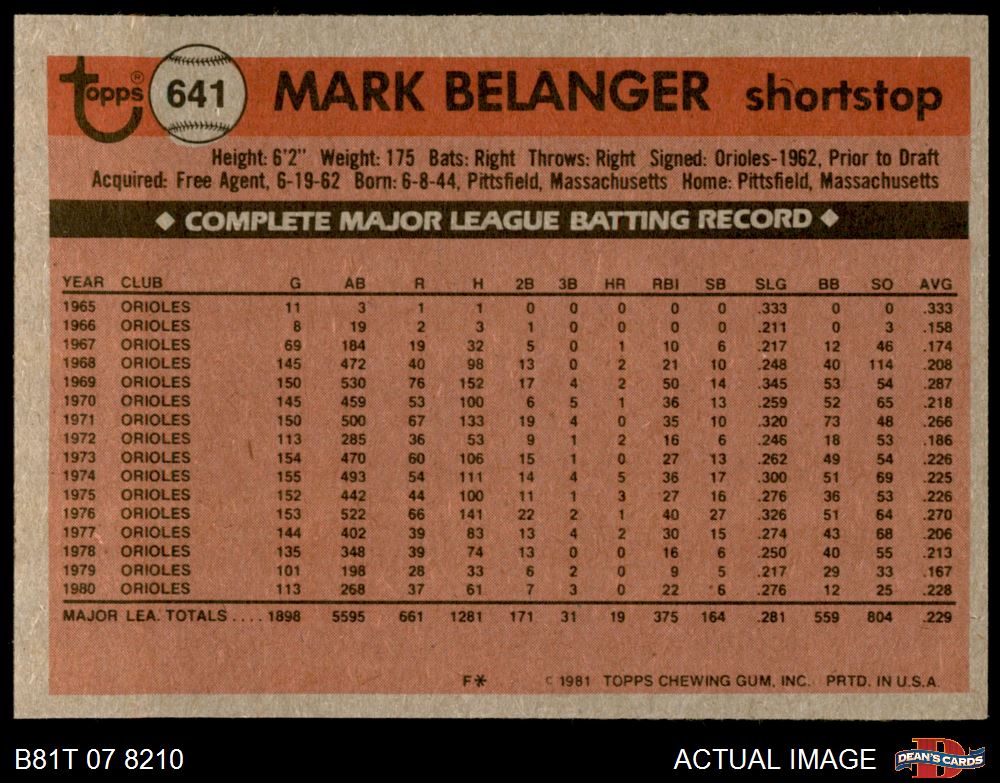 topps® 641 MARK BELANGER shortstop
Height: 6'2" Weight: 175 Bats: Right Throws: Right Signed: Orioles-1962, Prior to Draft
Acquired: Free Agent, 6-19-62 Born: 6-8-44, Pittsfield, Massachusetts Home: Pittsfield, Massachusetts
◆ COMPLETE MAJOR LEAGUE BATTING RECORD ◆
YEAR CLUB G AB R H 2B 3B HR RBI SB SLG BB SO AVG
1965 ORIOLES 11 3 1 1 0 0 0 0 0 .333 0 0 .333
1966 ORIOLES 8 19 2 3 1 0 0 0 0 .211 0 3 .158
1967 ORIOLES 69 184 19 32 5 0 1 10 6 .217 12 46 .174
1968 ORIOLES 145 472 40 98 13 0 2 21 10 .248 40 114 .208
1969 ORIOLES 150 530 76 152 17 4 2 50 14 .345 53 54 .287
1970 ORIOLES 145 459 53 100 6 5 1 36 13 .259 52 65 .218
1971 ORIOLES 150 500 67 133 19 4 0 35 10 .320 73 48 .266
1972 ORIOLES 113 285 36 53 9 1 2 16 6 .246 18 53 .186
1973 ORIOLES 154 470 60 106 15 1 0 27 13 .262 49 54 .226
1974 ORIOLES 155 493 54 111 14 4 5 36 17 .300 51 69 .225
1975 ORIOLES 152 442 44 100 11 1 3 27 16 .276 36 53 .226
1976 ORIOLES 153 522 66 141 22 2 1 40 27 .326 51 64 .270
1977 ORIOLES 144 402 39 83 13 4 2 30 15 .274 43 68 .206
1978 ORIOLES 135 348 39 74 13 0 0 16 6 .250 40 55 .213
1979 ORIOLES 101 198 28 33 6 2 0 9 5 .217 29 33 .167
1980 ORIOLES 113 268 37 61 7 3 0 22 6 .276 12 25 .228
MAJOR LEA. TOTALS .... 1898 5595 661 1281 171 31 19 375 164 .281 559 804 .229
F* © 1981 TOPPS CHEWING GUM, INC. PRTD. IN U.S.A.
B81T 07 8210 ACTUAL IMAGE D DEAN'S CARDS